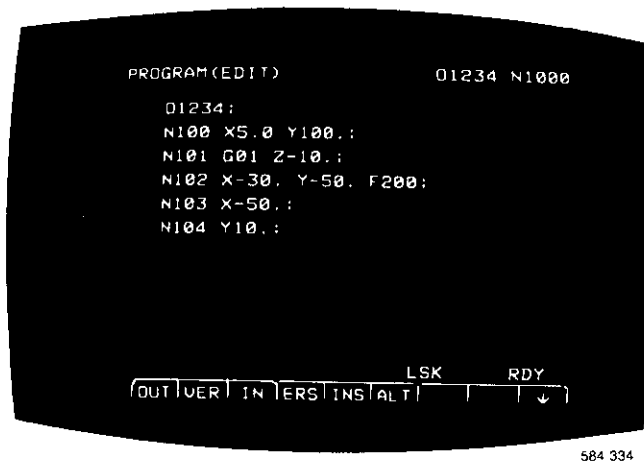 PROGRAM(EDIT) O1234 N1000
O1234;
N100 X5.0 Y100.;
N101 G01 Z-10.;
N102 X-30. Y-50. F200;
N103 X-50.;
N104 Y10.;
LSK RDY
OUT VER IN ERS INS ALT ↓
584 334